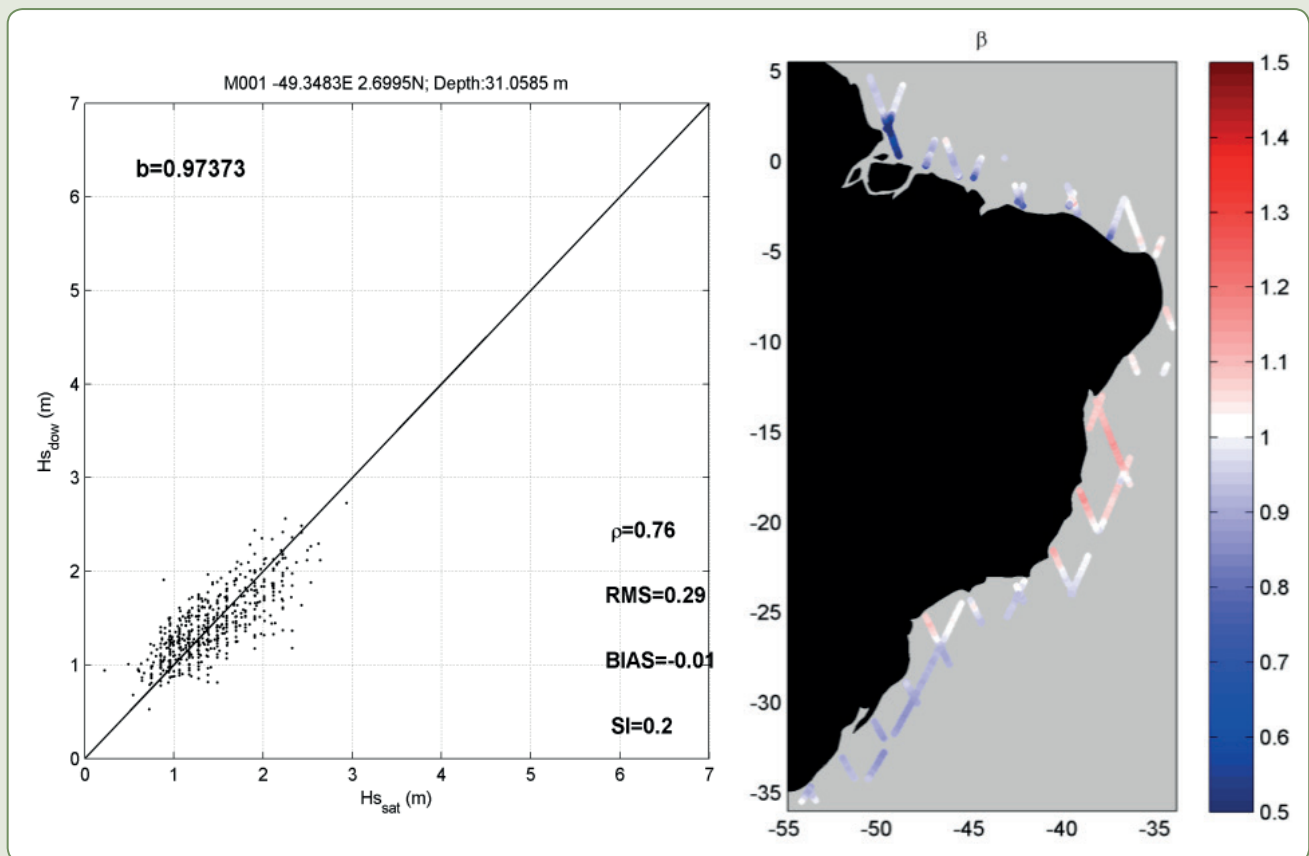 M001 -49.3483E 2.6995N; Depth:31.0585 m
7
6
5
4
3
2
1
0
Hs_dow (m)
b=0.97373
ρ=0.76
RMS=0.29
BIAS=-0.01
SI=0.2
0 1 2 3 4 5 6 7
Hs_sat (m)
β
5
0
-5
-10
-15
-20
-25
-30
-35
-55 -50 -45 -40 -35
1.5
1.4
1.3
1.2
1.1
1
0.9
0.8
0.7
0.6
0.5